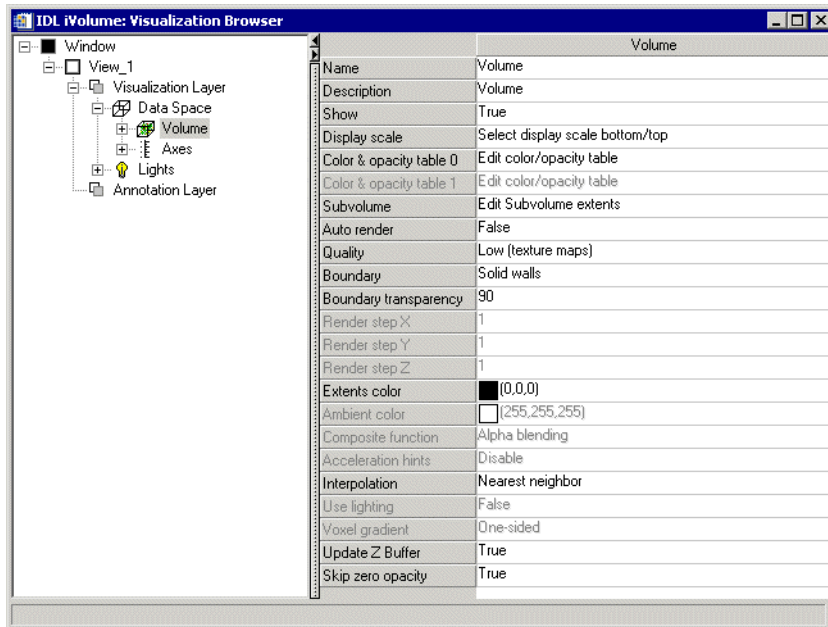 IDL iVolume: Visualization Browser
Window
View_1
Visualization Layer
Data Space
Volume
Axes
Lights
Annotation Layer
Volume
Name Volume
Description Volume
Show True
Display scale Select display scale bottom/top
Color & opacity table 0 Edit color/opacity table
Color & opacity table 1 Edit color/opacity table
Subvolume Edit Subvolume extents
Auto render False
Quality Low (texture maps)
Boundary Solid walls
Boundary transparency 90
Render step X 1
Render step Y 1
Render step Z 1
Extents color (0,0,0)
Ambient color (255,255,255)
Composite function Alpha blending
Acceleration hints Disable
Interpolation Nearest neighbor
Use lighting False
Voxel gradient One-sided
Update Z Buffer True
Skip zero opacity True